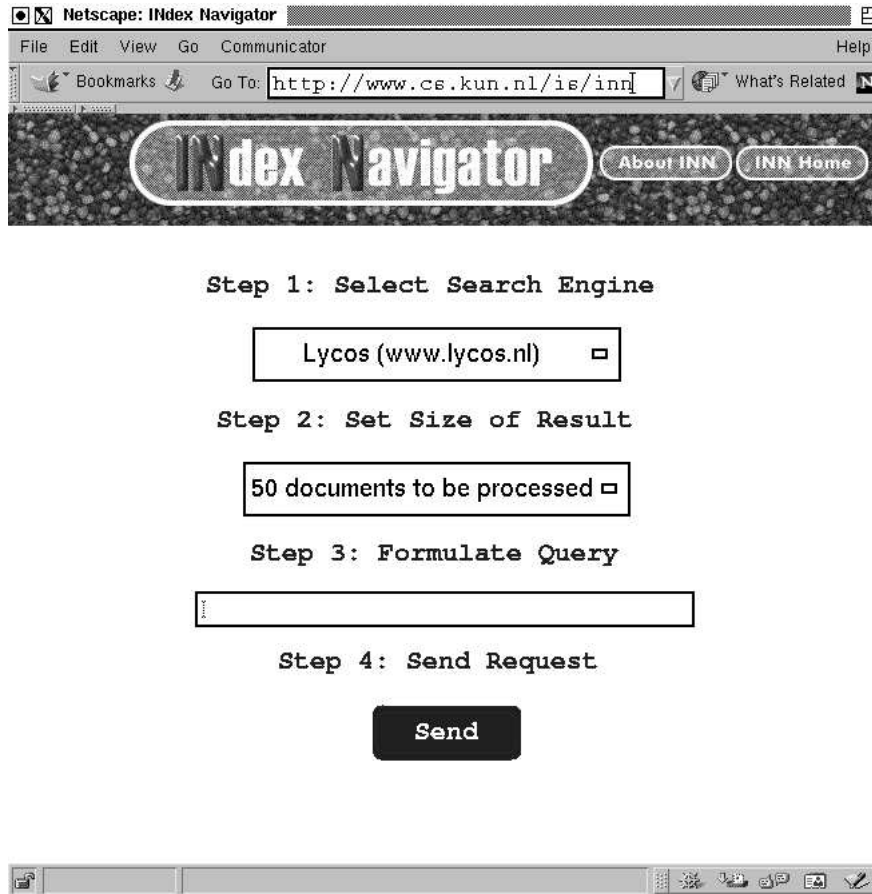 Netscape: INdex Navigator
File Edit View Go Communicator Help
Bookmarks Go To: http://www.cs.kun.nl/is/inn What's Related N
INdex Navigator About INN INN Home
Step 1: Select Search Engine
Lycos (www.lycos.nl)
Step 2: Set Size of Result
50 documents to be processed
Step 3: Formulate Query
Step 4: Send Request
Send